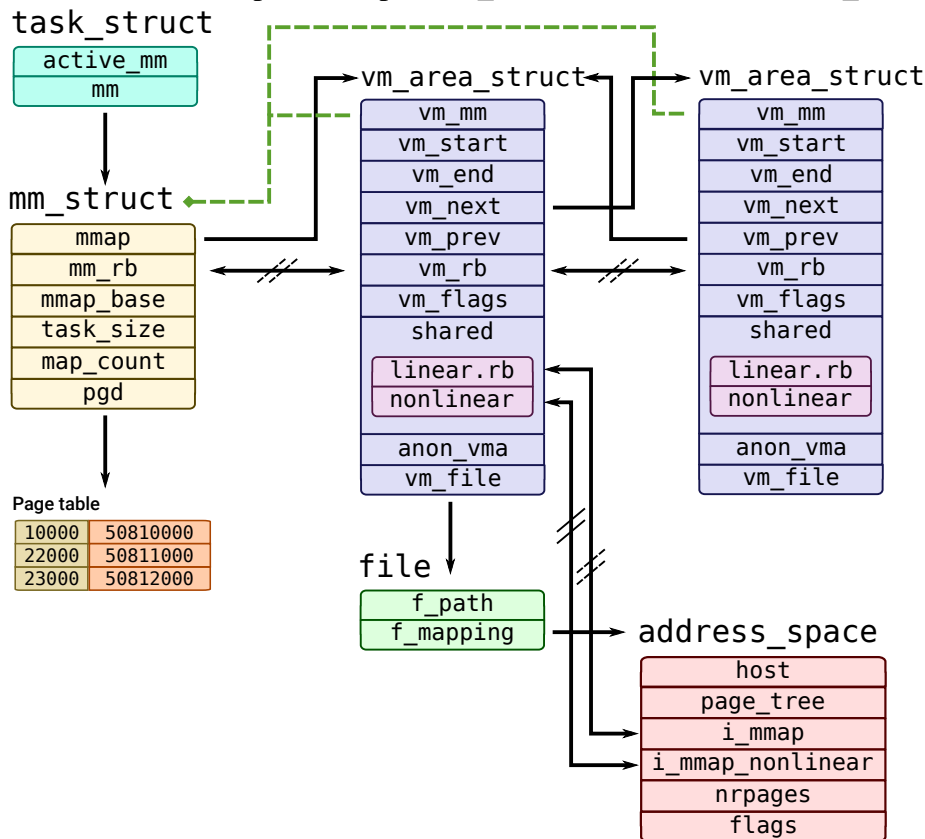 task_struct
active_mm
mm
mm_struct
mmap
mm_rb
mmap_base
task_size
map_count
pgd
Page table
10000 50810000
22000 50811000
23000 50812000
vm_area_struct
vm_mm
vm_start
vm_end
vm_next
vm_prev
vm_rb
vm_flags
shared
linear.rb
nonlinear
anon_vma
vm_file
vm_area_struct
vm_mm
vm_start
vm_end
vm_next
vm_prev
vm_rb
vm_flags
shared
linear.rb
nonlinear
anon_vma
vm_file
file
f_path
f_mapping
address_space
host
page_tree
i_mmap
i_mmap_nonlinear
nrpages
flags